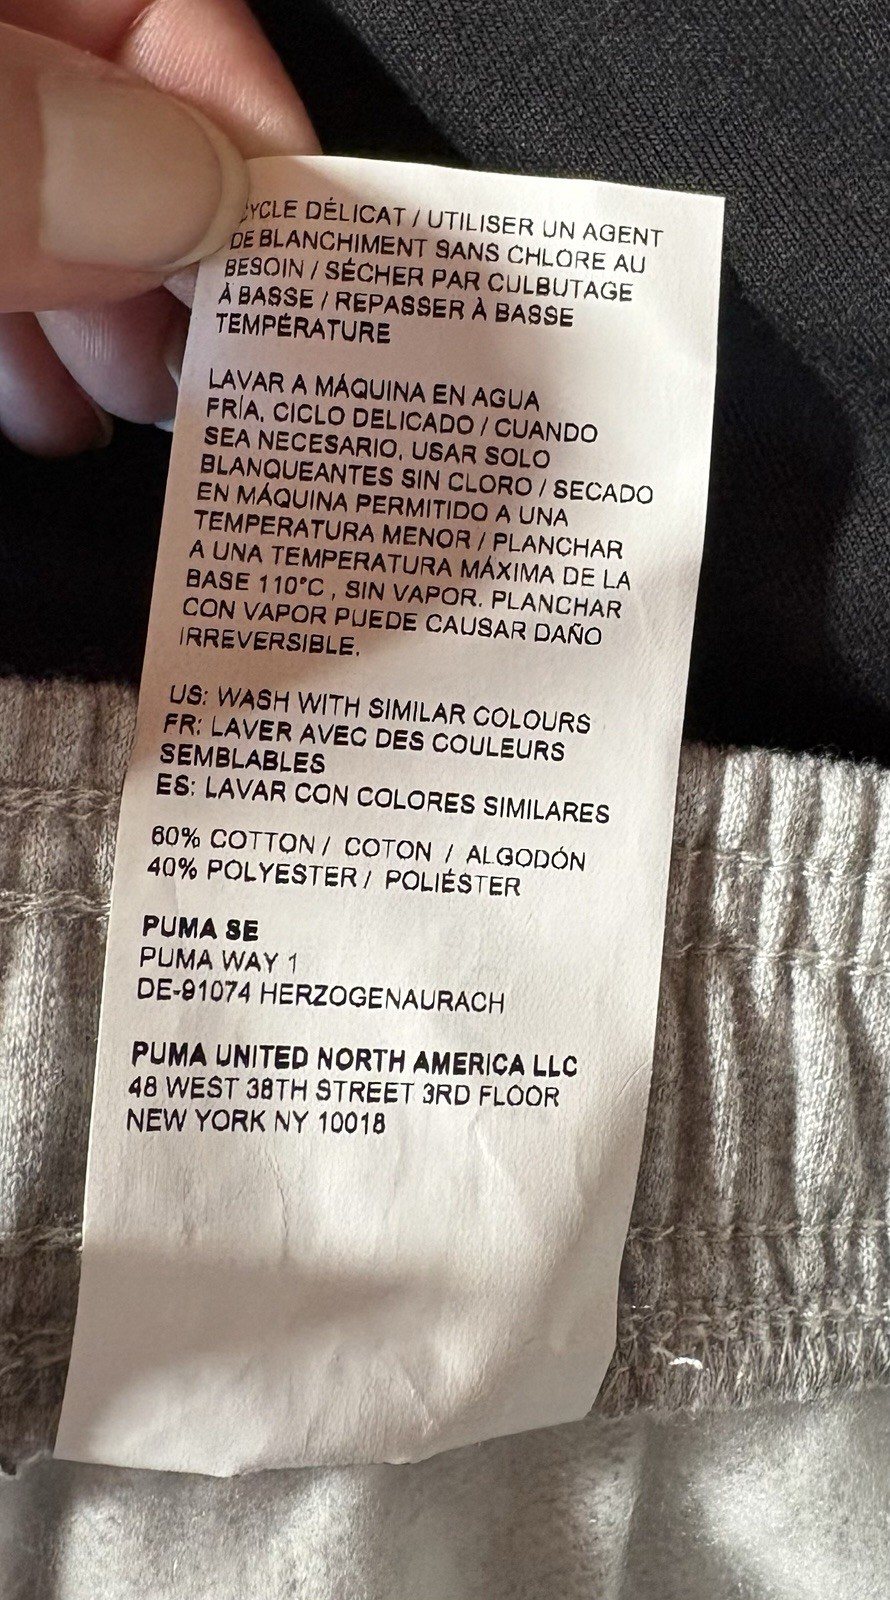 CYCLE DÉLICAT / UTILISER UN AGENT
DE BLANCHIMENT SANS CHLORE AU
BESOIN / SÉCHER PAR CULBUTAGE
À BASSE / REPASSER À BASSE
TEMPÉRATURE
LAVAR A MÁQUINA EN AGUA
FRÍA, CICLO DELICADO / CUANDO
SEA NECESARIO, USAR SOLO
BLANQUEANTES SIN CLORO / SECADO
EN MÁQUINA PERMITIDO A UNA
TEMPERATURA MENOR / PLANCHAR
A UNA TEMPERATURA MÁXIMA DE LA
BASE 110°C , SIN VAPOR. PLANCHAR
CON VAPOR PUEDE CAUSAR DAÑO
IRREVERSIBLE.
US: WASH WITH SIMILAR COLOURS
FR: LAVER AVEC DES COULEURS
SEMBLABLES
ES: LAVAR CON COLORES SIMILARES
60% COTTON / COTON / ALGODÓN
40% POLYESTER / POLIÉSTER
PUMA SE
PUMA WAY 1
DE-91074 HERZOGENAURACH
PUMA UNITED NORTH AMERICA LLC
48 WEST 38TH STREET 3RD FLOOR
NEW YORK NY 10018